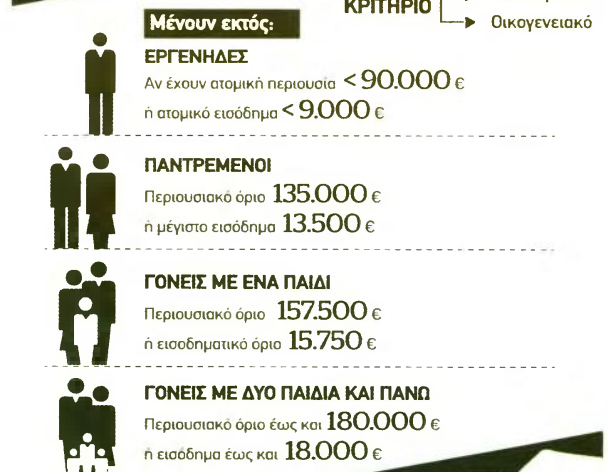 ΚΡΙΤΗΡΙΟ
Οικογενειακό
Μένουν εκτός:
ΕΡΓΕΝΗΔΕΣ
Αν έχουν ατομική περιουσία < 90.000 €
ή ατομικό εισόδημα < 9.000 €
ΠΑΝΤΡΕΜΕΝΟΙ
Περιουσιακό όριο 135.000 €
ή μέγιστο εισόδημα 13.500 €
ΓΟΝΕΙΣ ΜΕ ΕΝΑ ΠΑΙΔΙ
Περιουσιακό όριο 157.500 €
ή εισοδηματικό όριο 15.750 €
ΓΟΝΕΙΣ ΜΕ ΔΥΟ ΠΑΙΔΙΑ ΚΑΙ ΠΑΝΩ
Περιουσιακό όριο έως και 180.000 €
ή εισόδημα έως και 18.000 €